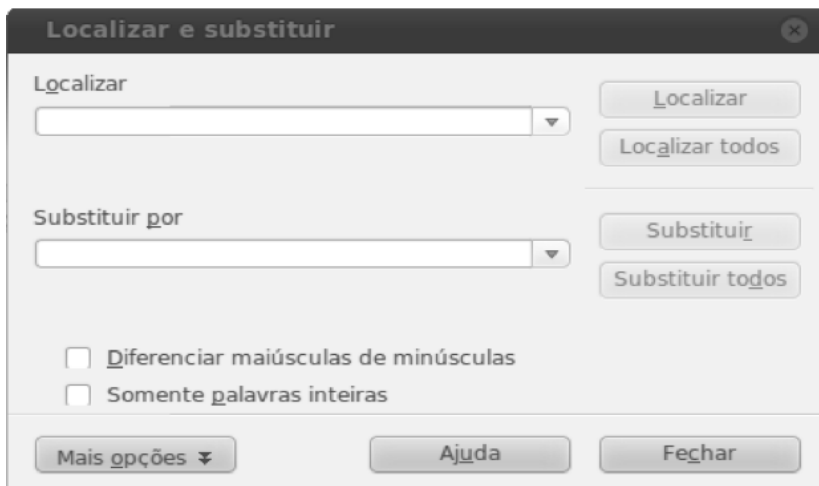 Localizar e substituir
Localizar
Localizar
Localizar todos
Substituir por
Substituir
Substituir todos
Diferenciar maiúsculas de minúsculas
Somente palavras inteiras
Mais opções
Ajuda
Fechar